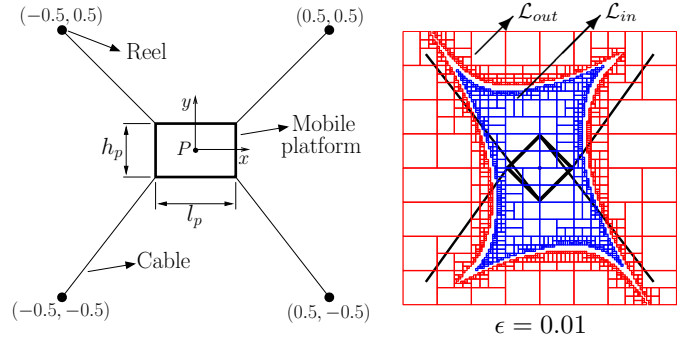 (−0.5, 0.5)
(0.5, 0.5)
Reel
y
P
x
h_p
Mobile
platform
l_p
Cable
(−0.5, −0.5)
(0.5, −0.5)
ℒ_out
ℒ_in
ϵ = 0.01